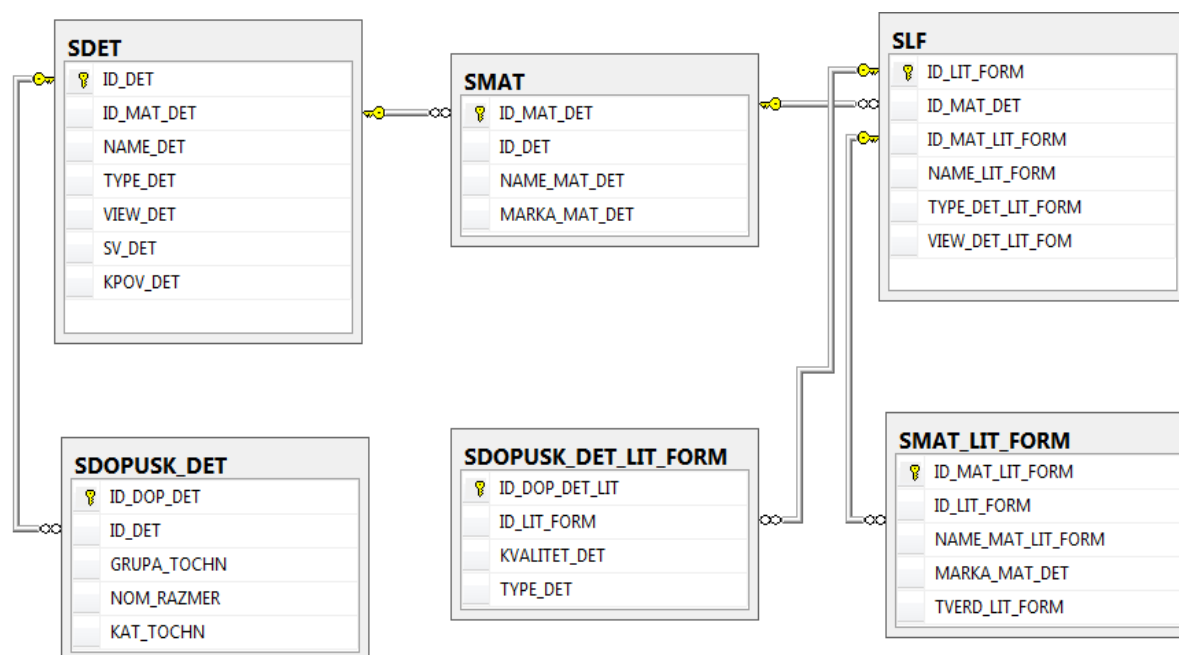 SDET
ID_DET
ID_MAT_DET
NAME_DET
TYPE_DET
VIEW_DET
SV_DET
KPOV_DET
SMAT
ID_MAT_DET
ID_DET
NAME_MAT_DET
MARKA_MAT_DET
SLF
ID_LIT_FORM
ID_MAT_DET
ID_MAT_LIT_FORM
NAME_LIT_FORM
TYPE_DET_LIT_FORM
VIEW_DET_LIT_FOM
SDOPUSK_DET
ID_DOP_DET
ID_DET
GRUPA_TOCHN
NOM_RAZMER
KAT_TOCHN
SDOPUSK_DET_LIT_FORM
ID_DOP_DET_LIT
ID_LIT_FORM
KVALITET_DET
TYPE_DET
SMAT_LIT_FORM
ID_MAT_LIT_FORM
ID_LIT_FORM
NAME_MAT_LIT_FORM
MARKA_MAT_DET
TVERD_LIT_FORM